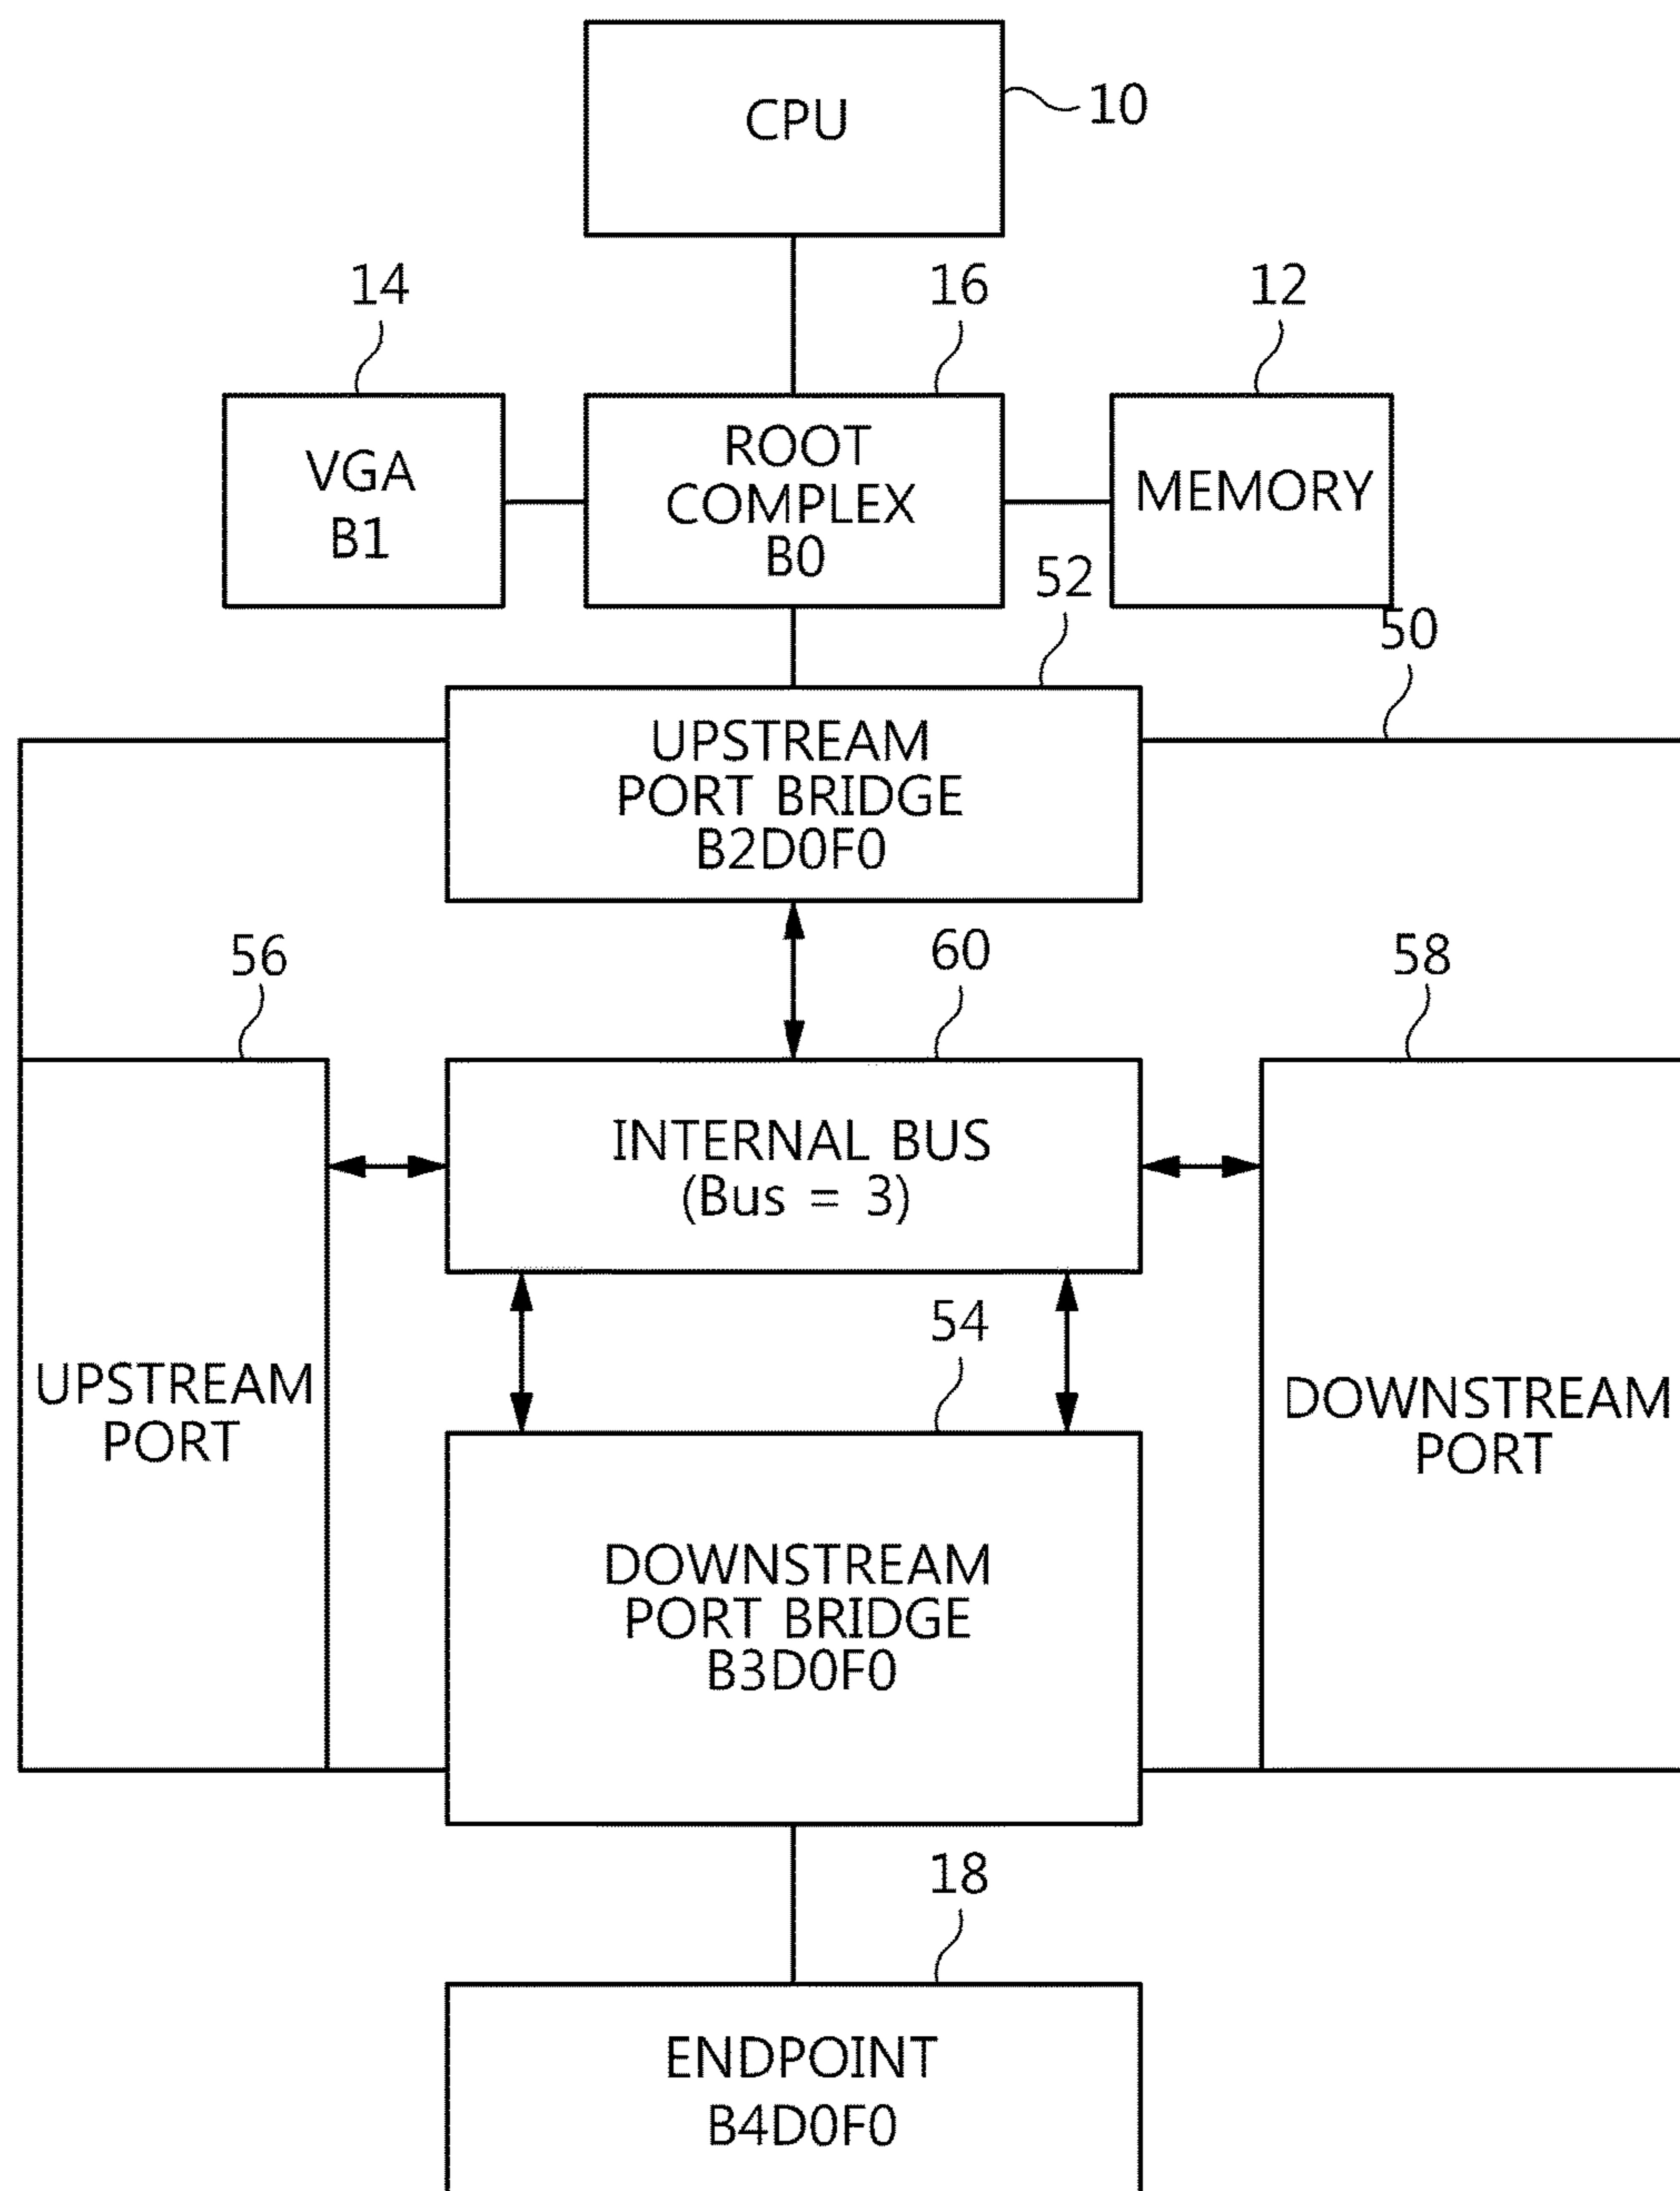 CPU
10
14
16
12
VGA
B1
ROOT
COMPLEX
B0
MEMORY
52
50
UPSTREAM
PORT BRIDGE
B2D0F0
56
60
58
INTERNAL BUS
(Bus = 3)
54
UPSTREAM
PORT
DOWNSTREAM
PORT
DOWNSTREAM
PORT BRIDGE
B3D0F0
18
ENDPOINT
B4D0F0